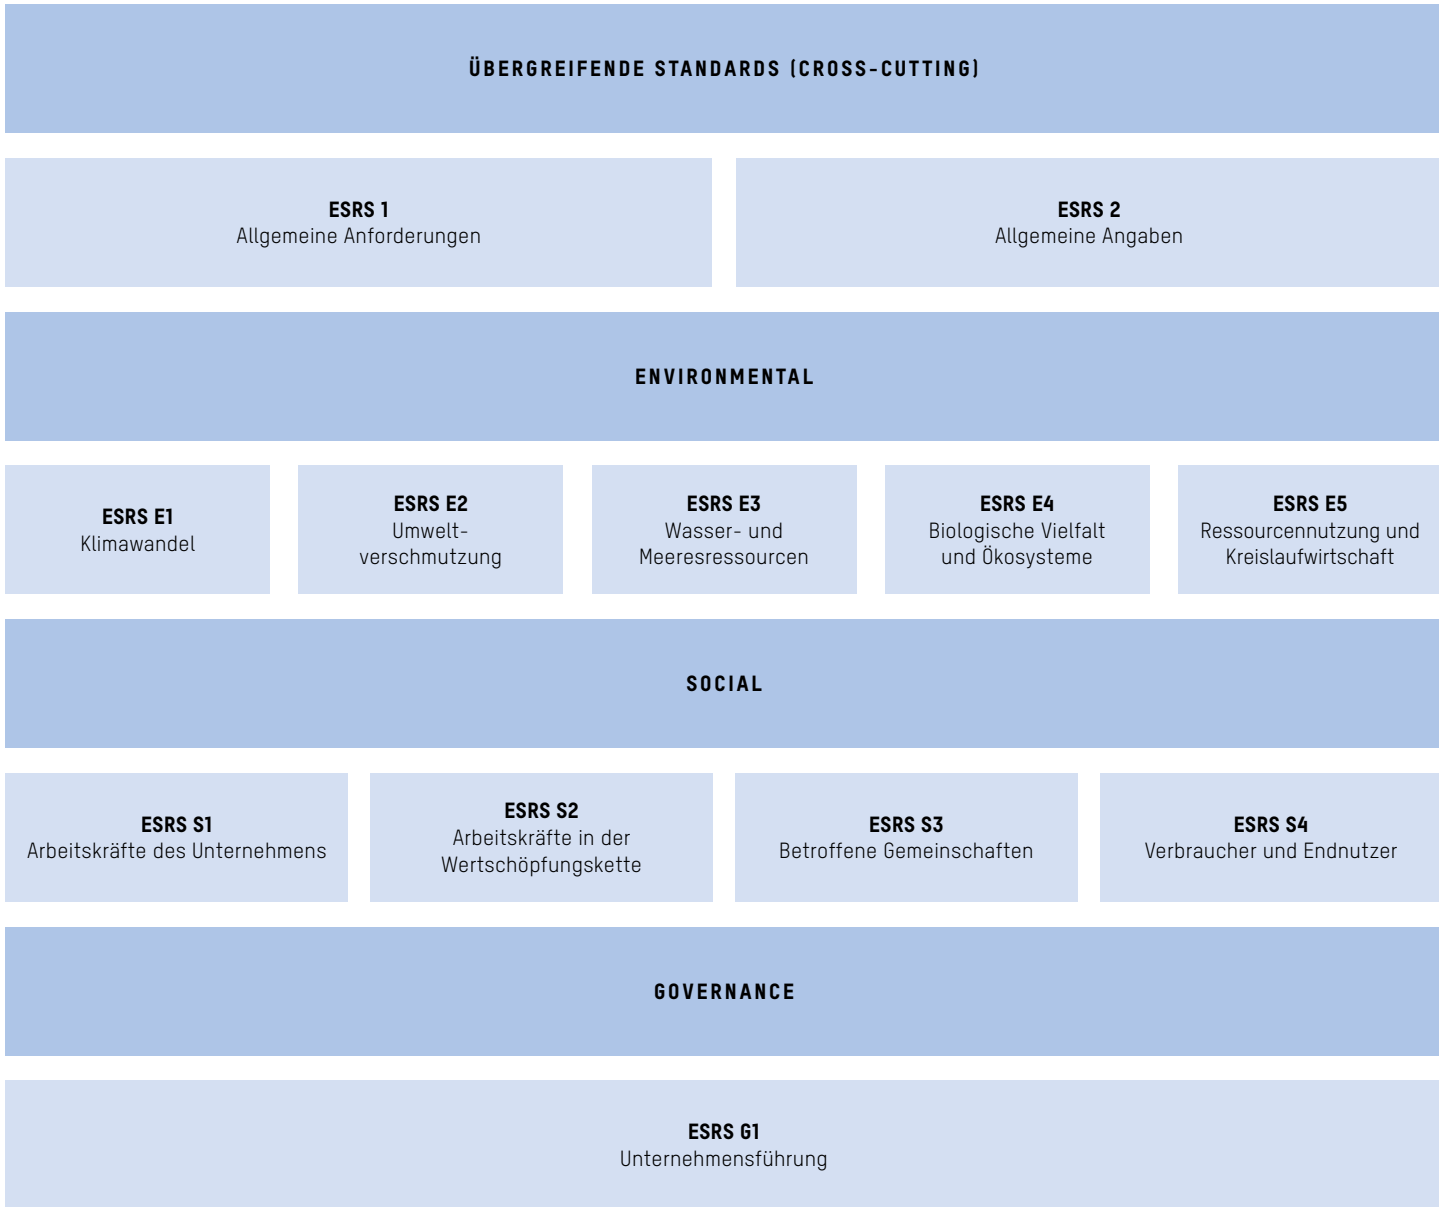 ÜBERGREIFENDE STANDARDS (CROSS-CUTTING)
ESRS 1
Allgemeine Anforderungen
ESRS 2
Allgemeine Angaben
ENVIRONMENTAL
ESRS E1
Klimawandel
ESRS E2
Umwelt-
verschmutzung
ESRS E3
Wasser- und
Meeresressourcen
ESRS E4
Biologische Vielfalt
und Ökosysteme
ESRS E5
Ressourcennutzung und
Kreislaufwirtschaft
SOCIAL
ESRS S1
Arbeitskräfte des Unternehmens
ESRS S2
Arbeitskräfte in der
Wertschöpfungskette
ESRS S3
Betroffene Gemeinschaften
ESRS S4
Verbraucher und Endnutzer
GOVERNANCE
ESRS G1
Unternehmensführung